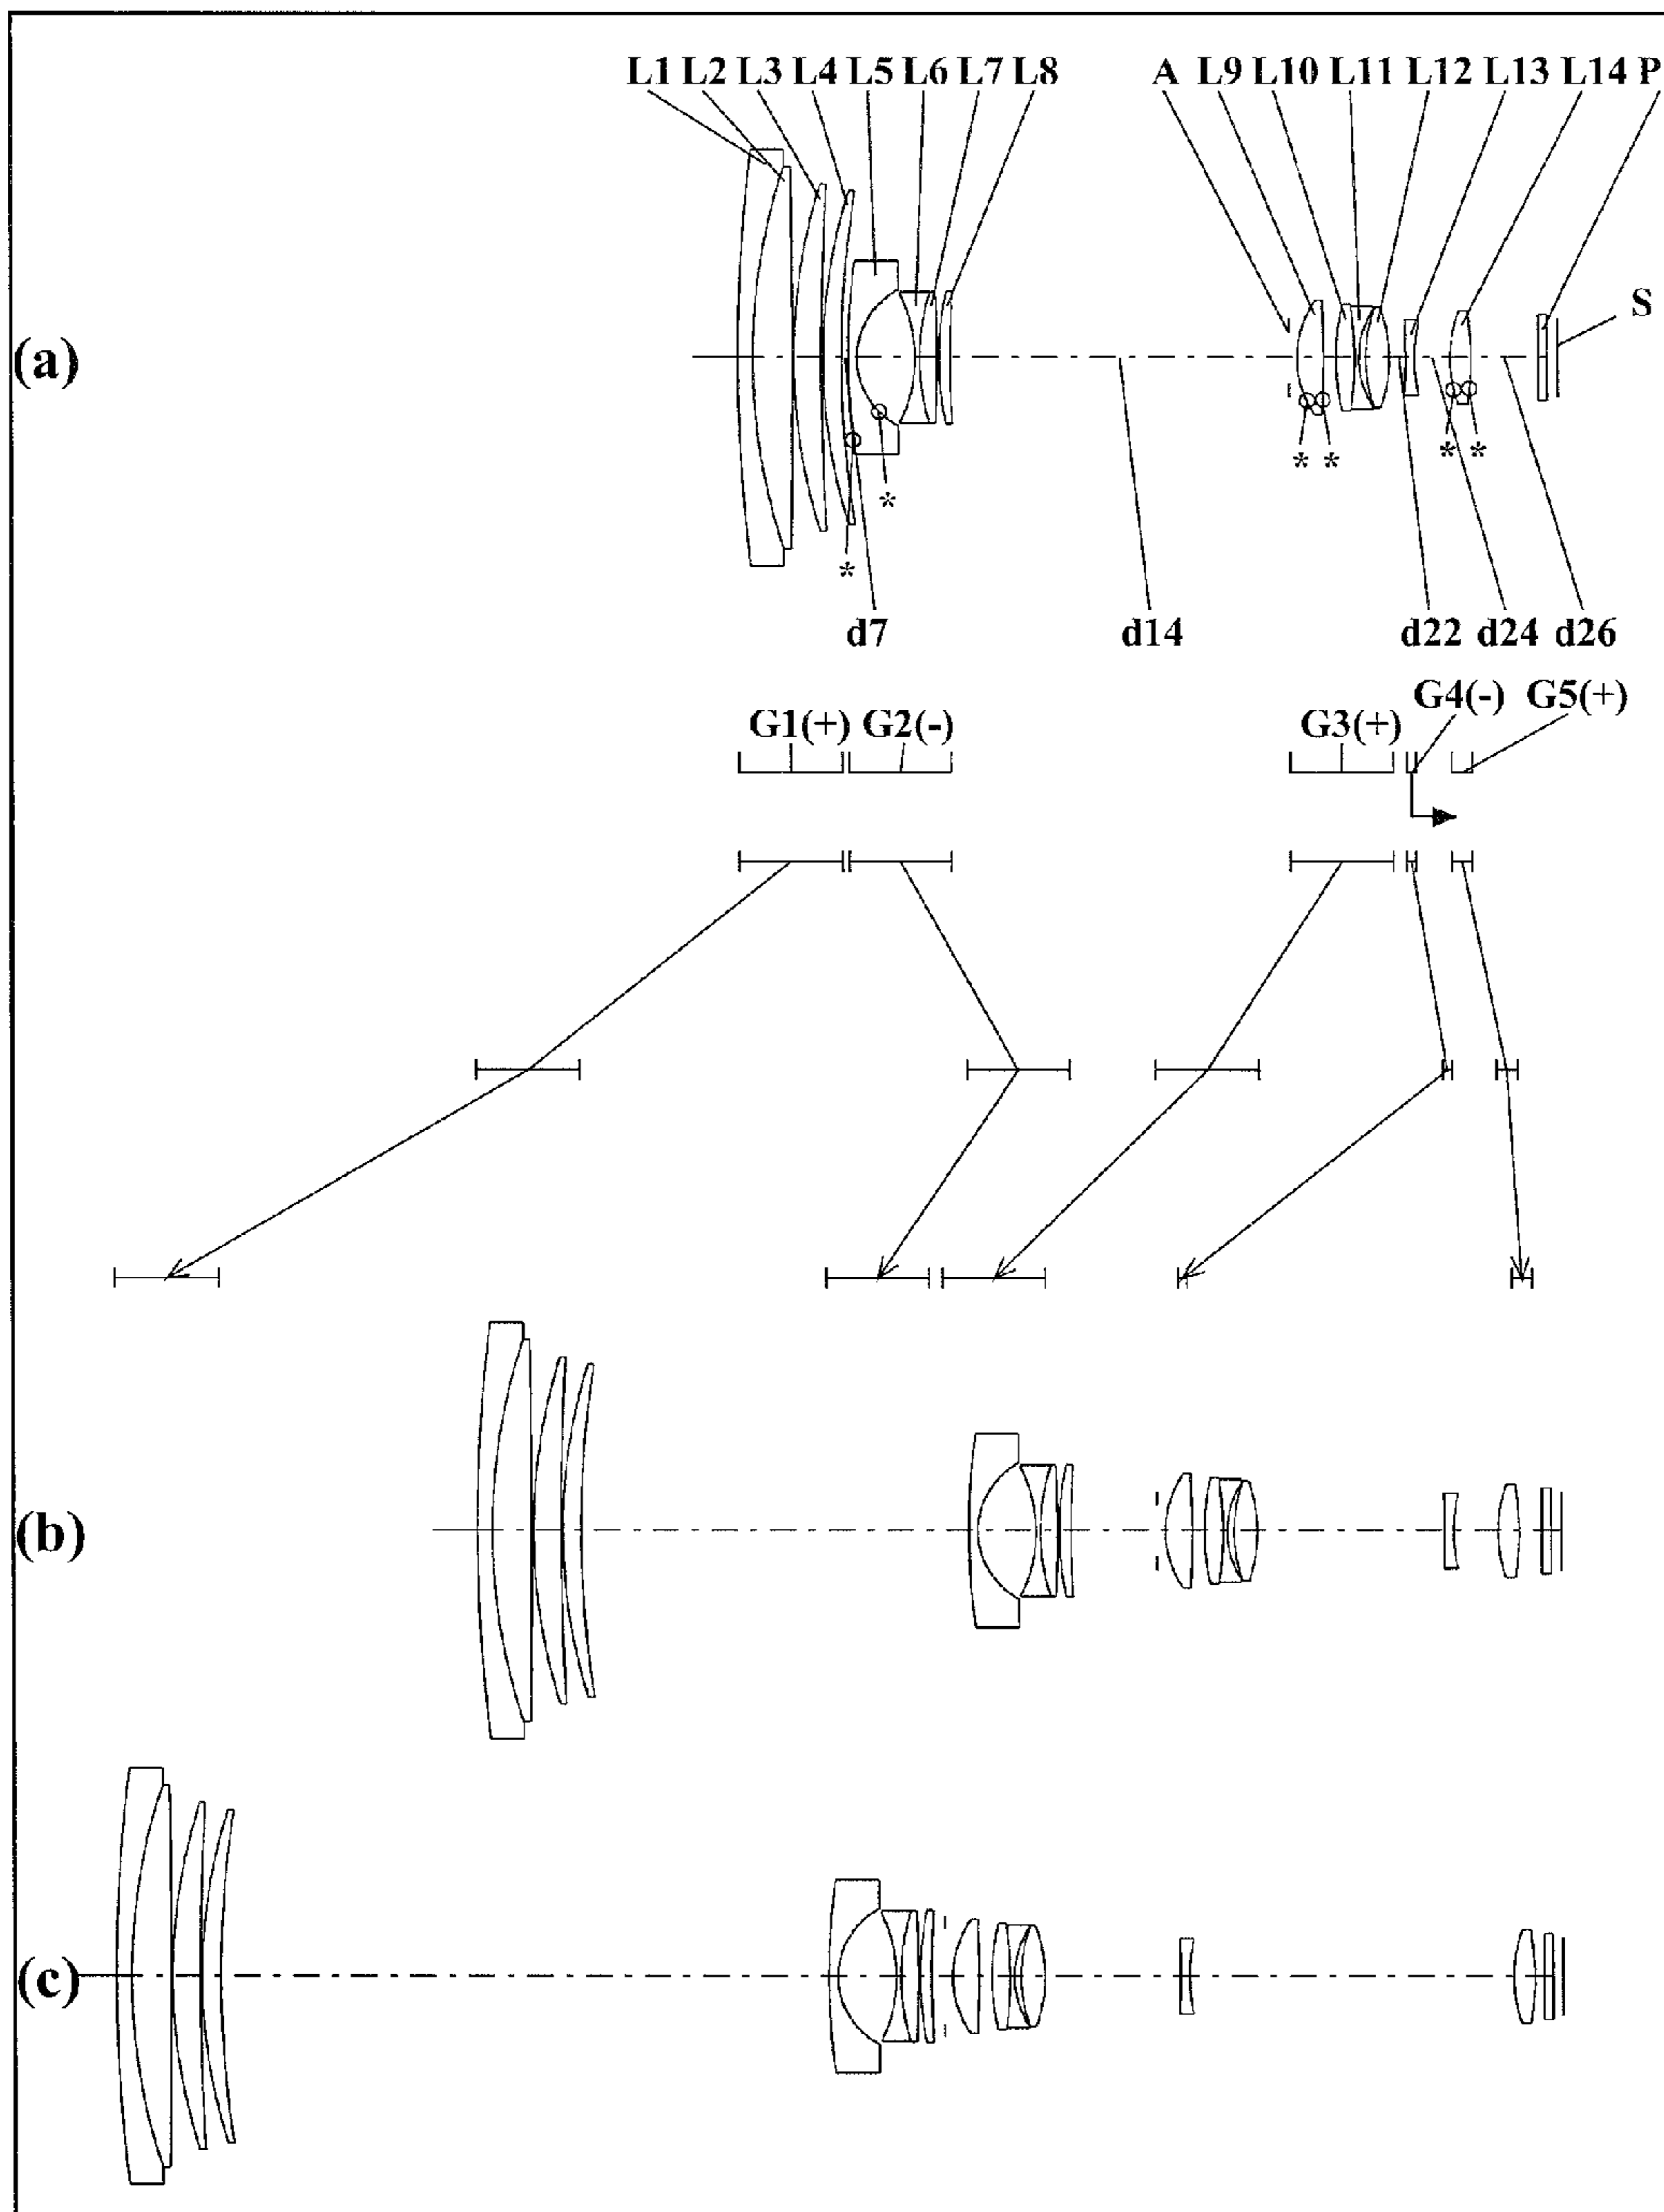 L1 L2 L3 L4 L5 L6 L7 L8 A L9 L10 L11 L12 L13 L14 P
S
(a)
* *
* *
*
*
d7 d14 d22 d24 d26
G1(+) G2(-) G3(+) G4(-) G5(+)
(b)
(c)